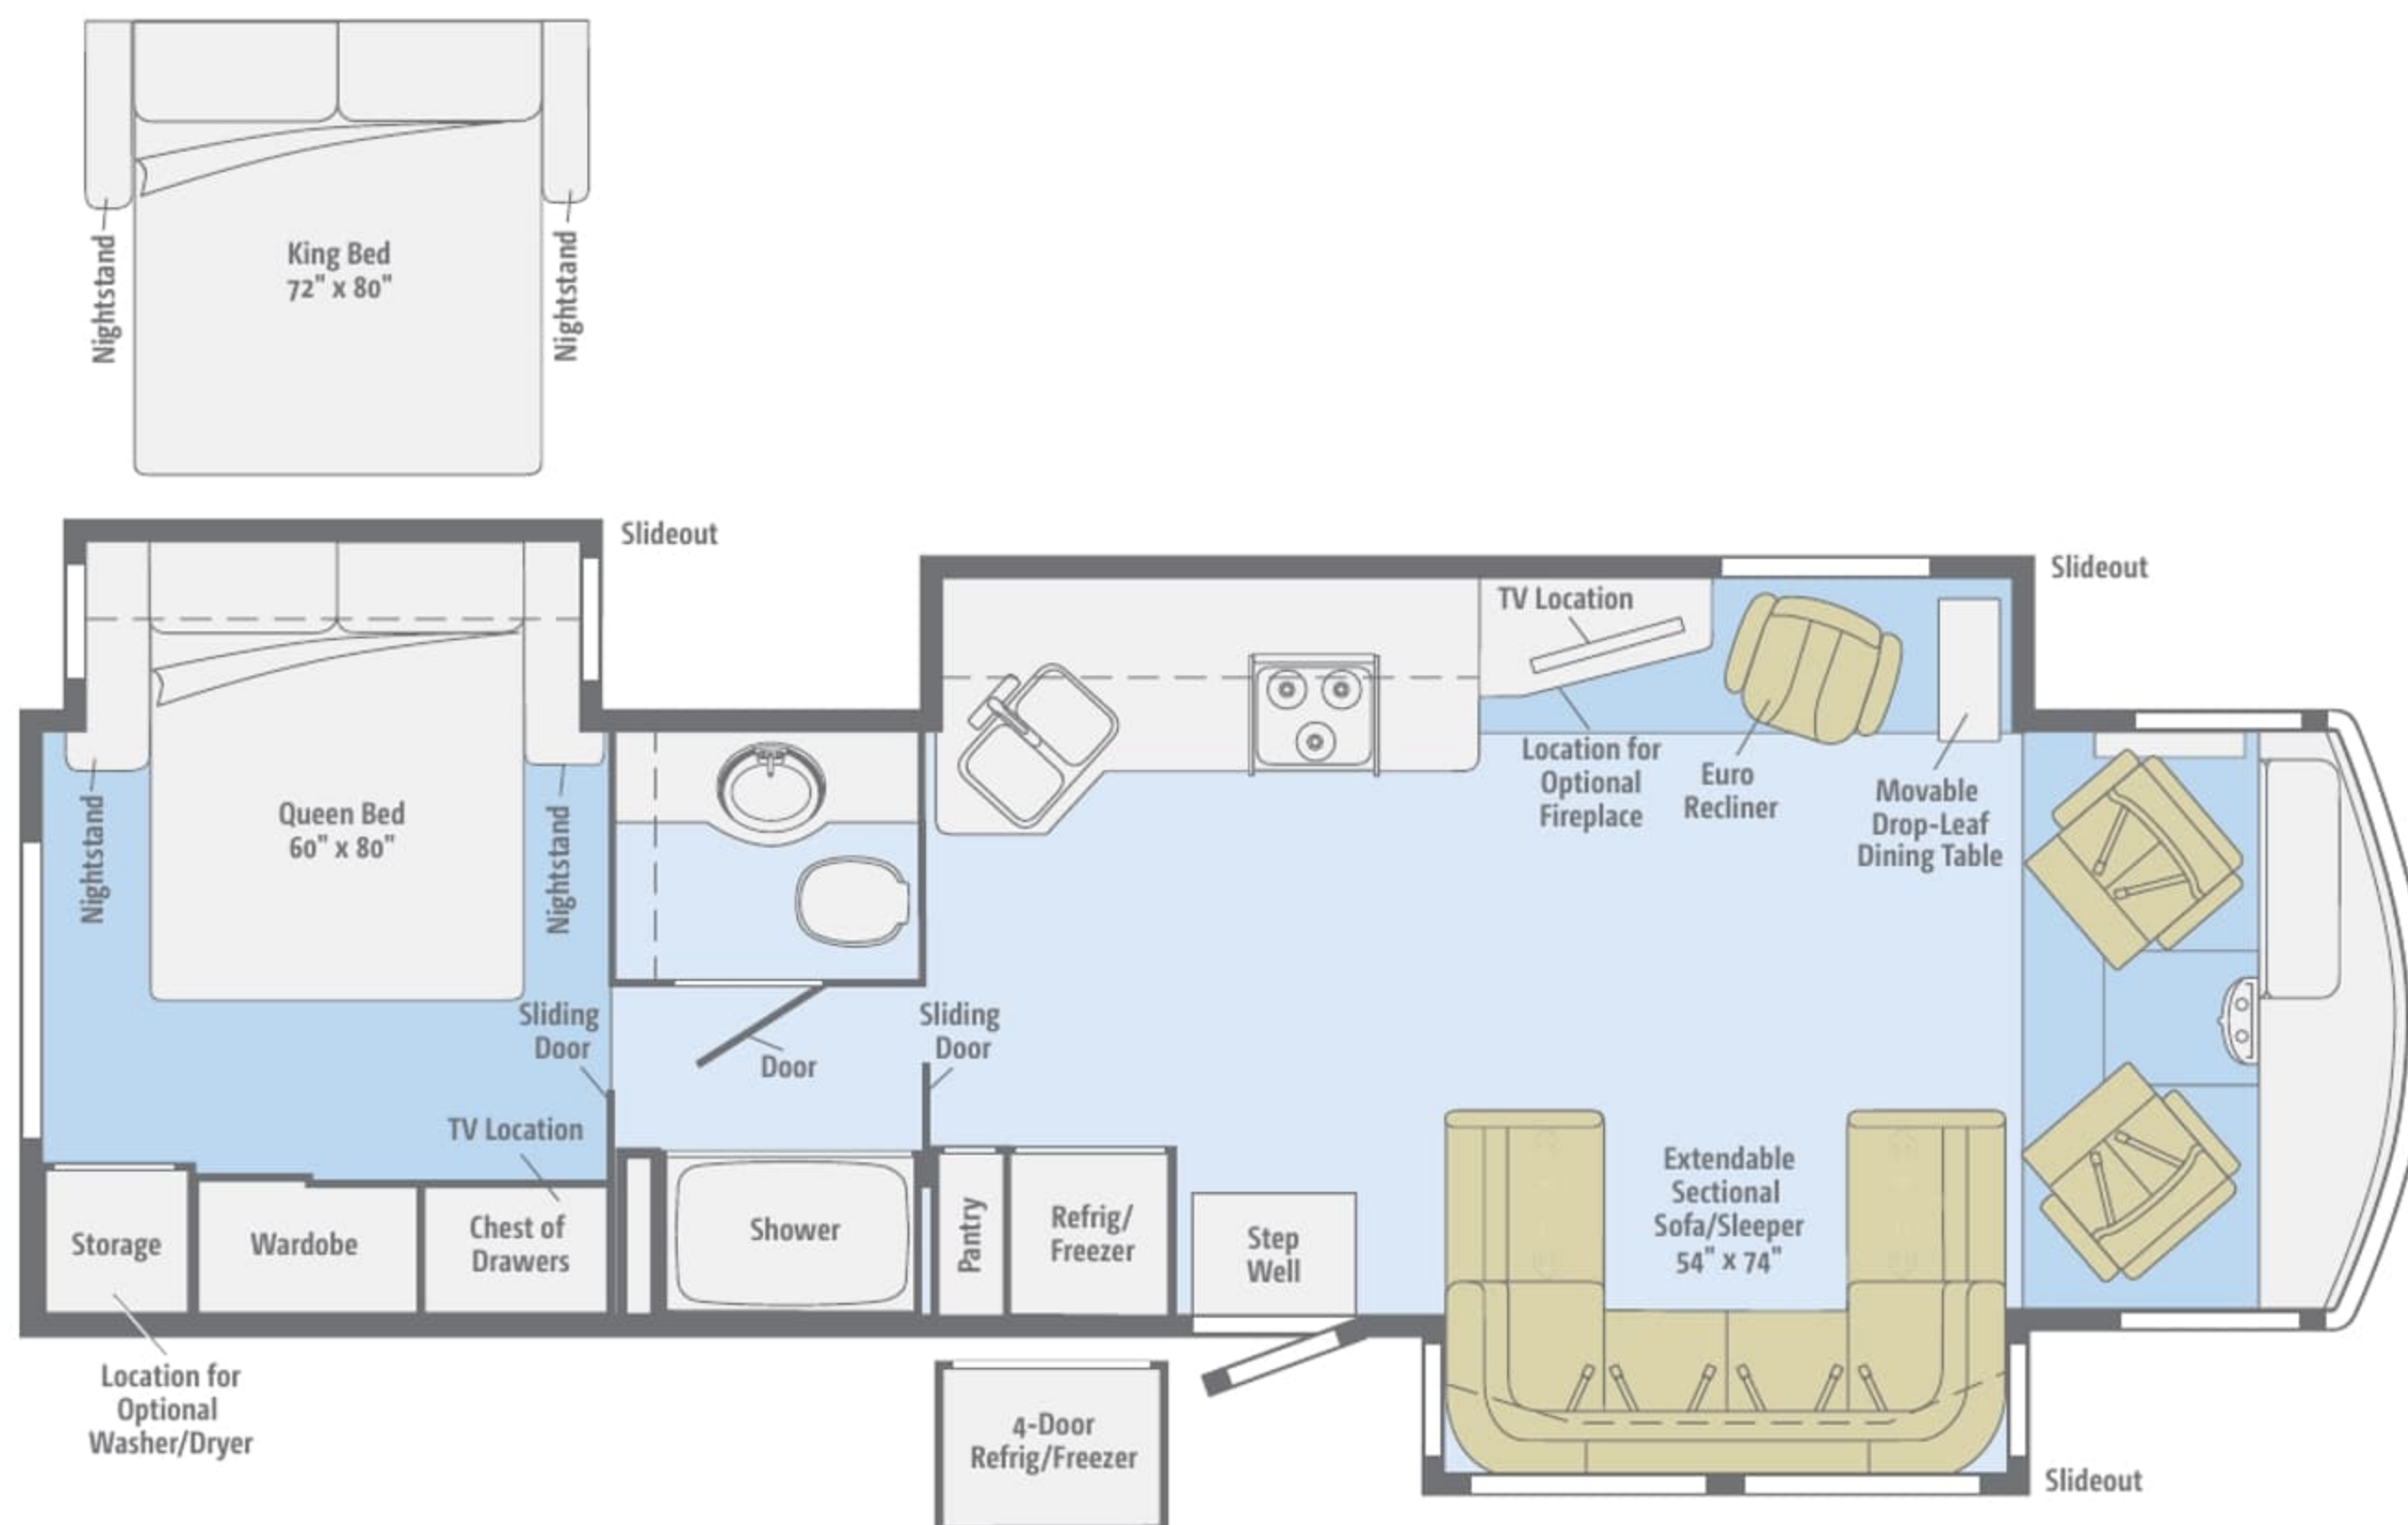 King Bed
72" x 80"
Nightstand
Nightstand
Slideout
Slideout
TV Location
Queen Bed
60" x 80"
Nightstand
Nightstand
Location for
Optional
Fireplace
Euro
Recliner
Movable
Drop-Leaf
Dining Table
Sliding
Door
Door
Sliding
Door
TV Location
Storage
Wardobe
Chest of
Drawers
Shower
Pantry
Refrig/
Freezer
Step
Well
Extendable
Sectional
Sofa/Sleeper
54" x 74"
Location for
Optional
Washer/Dryer
4-Door
Refrig/Freezer
Slideout